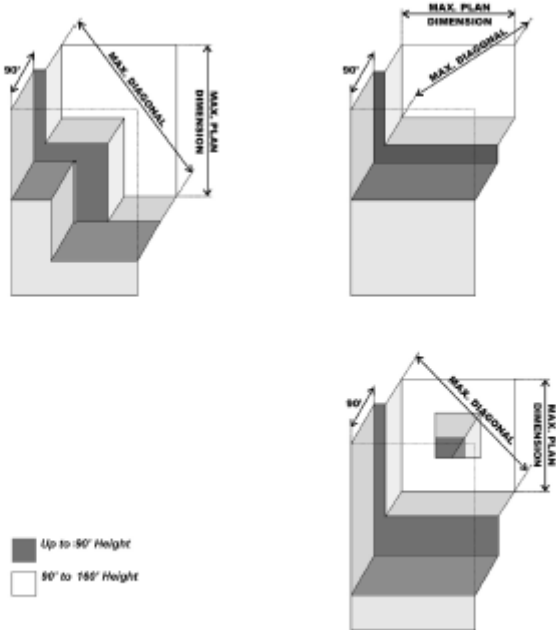 90'
MAX. DIAGONAL
MAX. PLAN
DIMENSION
MAX. PLAN
DIMENSION
90'
MAX. DIAGONAL
90'
MAX. DIAGONAL
MAX. PLAN
DIMENSION
Up to 90' Height
90' to 160' Height